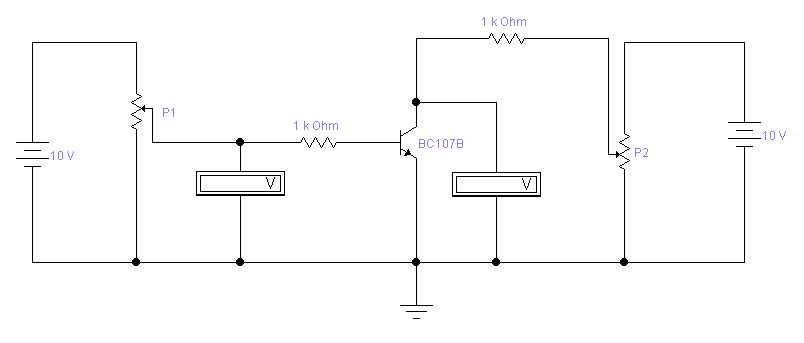 1 k Ohm
P1
1 k Ohm
10 V
BC107B
P2
10 V
V
V